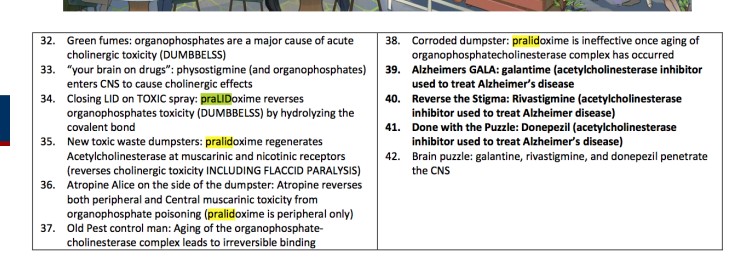 32. Green fumes: organophosphates are a major cause of acute
cholinergic toxicity (DUMBBELSS)
33. “your brain on drugs”: physostigmine (and organophosphates)
enters CNS to cause cholinergic effects
34. Closing LID on TOXIC spray: praLIDoxime reverses
organophosphates toxicity (DUMBBELSS) by hydrolyzing the
covalent bond
35. New toxic waste dumpsters: pralidoxime regenerates
Acetylcholinesterase at muscarinic and nicotinic receptors
(reverses cholinergic toxicity INCLUDING FLACCID PARALYSIS)
36. Atropine Alice on the side of the dumpster: Atropine reverses
both peripheral and Central muscarinic toxicity from
organophosphate poisoning (pralidoxime is peripheral only)
37. Old Pest control man: Aging of the organophosphate-
cholinesterase complex leads to irreversible binding
38. Corroded dumpster: pralidoxime is ineffective once aging of
organophosphatecholinesterase complex has occurred
39. Alzheimers GALA: galantime (acetylcholinesterase inhibitor
used to treat Alzheimer’s disease
40. Reverse the Stigma: Rivastigmine (acetylcholinesterase
inhibitor used to treat Alzheimer disease)
41. Done with the Puzzle: Donepezil (acetylcholinesterase
inhibitor used to treat Alzheimer’s disease)
42. Brain puzzle: galantine, rivastigmine, and donepezil penetrate
the CNS